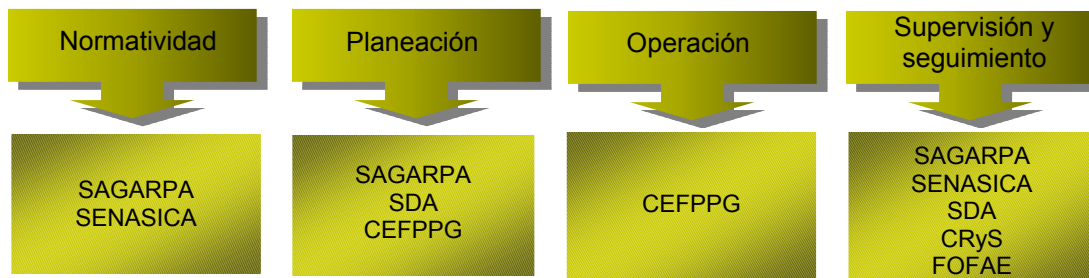 Normatividad
Planeación
Operación
Supervisión y
seguimiento
SAGARPA
SENASICA
SAGARPA
SDA
CEFPPG
CEFPPG
SAGARPA
SENASICA
SDA
CRyS
FOFAE